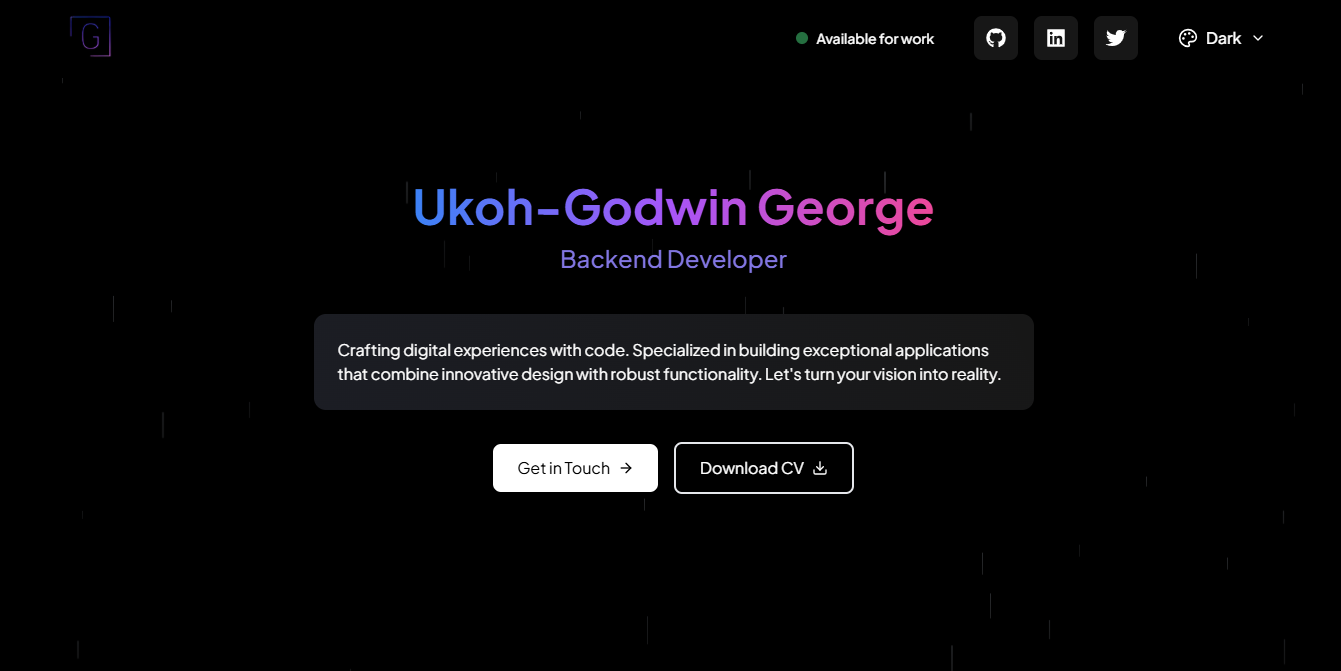 G
Available for work
Dark
Ukoh-Godwin George
Backend Developer
Crafting digital experiences with code. Specialized in building exceptional applications
that combine innovative design with robust functionality. Let's turn your vision into reality.
Get in Touch
Download CV